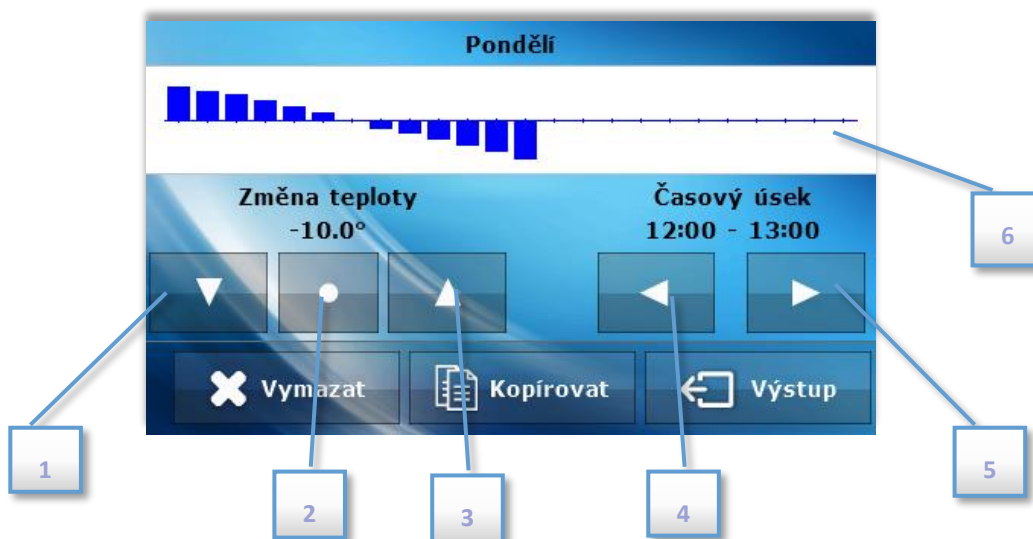 Pondělí
Změna teploty
-10.0°
Časový úsek
12:00 - 13:00
6
Vymazat
Kopírovat
Výstup
1
2
3
4
5